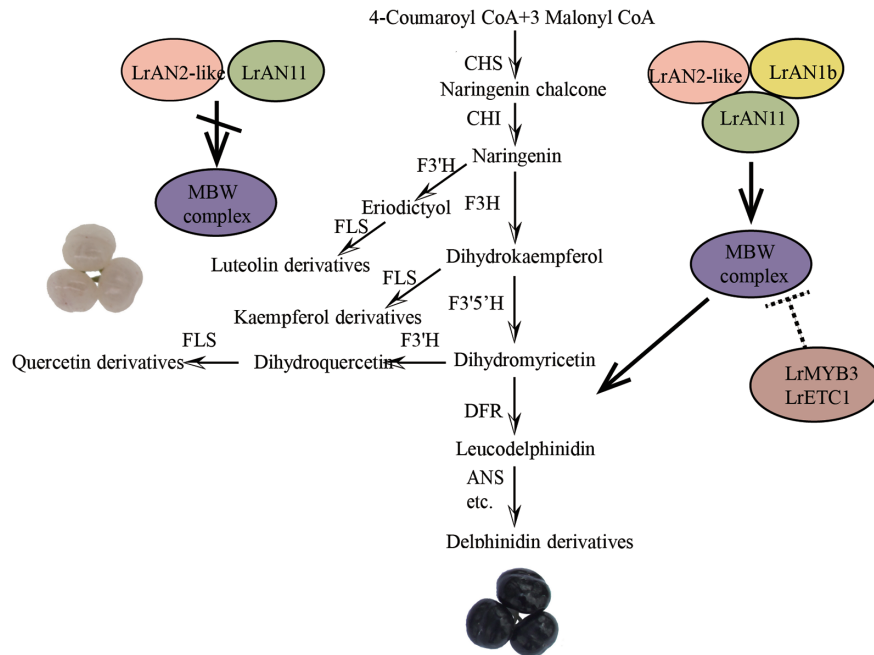 4-Coumaroyl CoA+3 Malonyl CoA
LrAN2-like
LrAN11
CHS
LrAN2-like
LrAN1b
Naringenin chalcone
LrAN11
CHI
Naringenin
F3'H
MBW
complex
Eriodictyol
F3H
FLS
Luteolin derivatives
Dihydrokaempferol
MBW
complex
FLS
F3'5’H
Kaempferol derivatives
FLS
F3'H
Quercetin derivatives
Dihydroquercetin
Dihydromyricetin
LrMYB3
LrETC1
DFR
Leucodelphinidin
ANS
etc.
Delphinidin derivatives